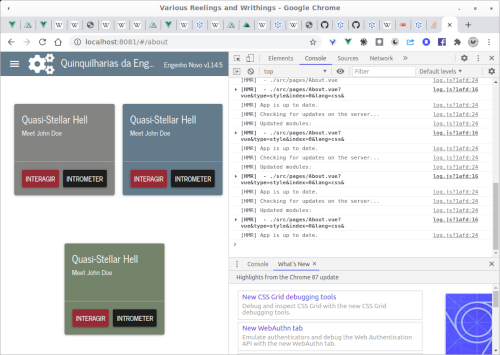 Various Reelings and Writhings - Google Chrome
localhost:8081/#/about
Quinquilharias da Eng... Engenho Novo v1.14.5
Quasi-Stellar Hell
Meet John Doe
INTERAGIR INTROMETER
Quasi-Stellar Hell
Meet John Doe
INTERAGIR INTROMETER
Quasi-Stellar Hell
Meet John Doe
INTERAGIR INTROMETER
Elements Console Sources Network »
top Filter Default levels
[HMR]  - ./src/pages/About.vue log.js?1afd:24
[HMR]  - ./src/pages/About.vue? log.js?1afd:16
vue&type=style&index=0&lang=css&
[HMR] App is up to date. log.js?1afd:24
[HMR] Checking for updates on the server... log.js?1afd:24
[HMR] Updated modules: log.js?1afd:24
[HMR]  - ./src/pages/About.vue? log.js?1afd:16
vue&type=style&index=0&lang=css&
[HMR] App is up to date. log.js?1afd:24
[HMR] Checking for updates on the server... log.js?1afd:24
[HMR] Updated modules: log.js?1afd:24
[HMR]  - ./src/pages/About.vue? log.js?1afd:16
vue&type=style&index=0&lang=css&
[HMR] App is up to date. log.js?1afd:24
[HMR] Checking for updates on the server... log.js?1afd:24
[HMR] Updated modules: log.js?1afd:24
[HMR]  - ./src/pages/About.vue? log.js?1afd:16
vue&type=style&index=0&lang=css&
[HMR] App is up to date. log.js?1afd:24
Console What's New
Highlights from the Chrome 87 update
New CSS Grid debugging tools
Debug and inspect CSS Grid with the new CSS Grid
debugging tools.
New WebAuthn tab
Emulate authenticators and debug the Web Authentication
API with the new WebAuthn tab.